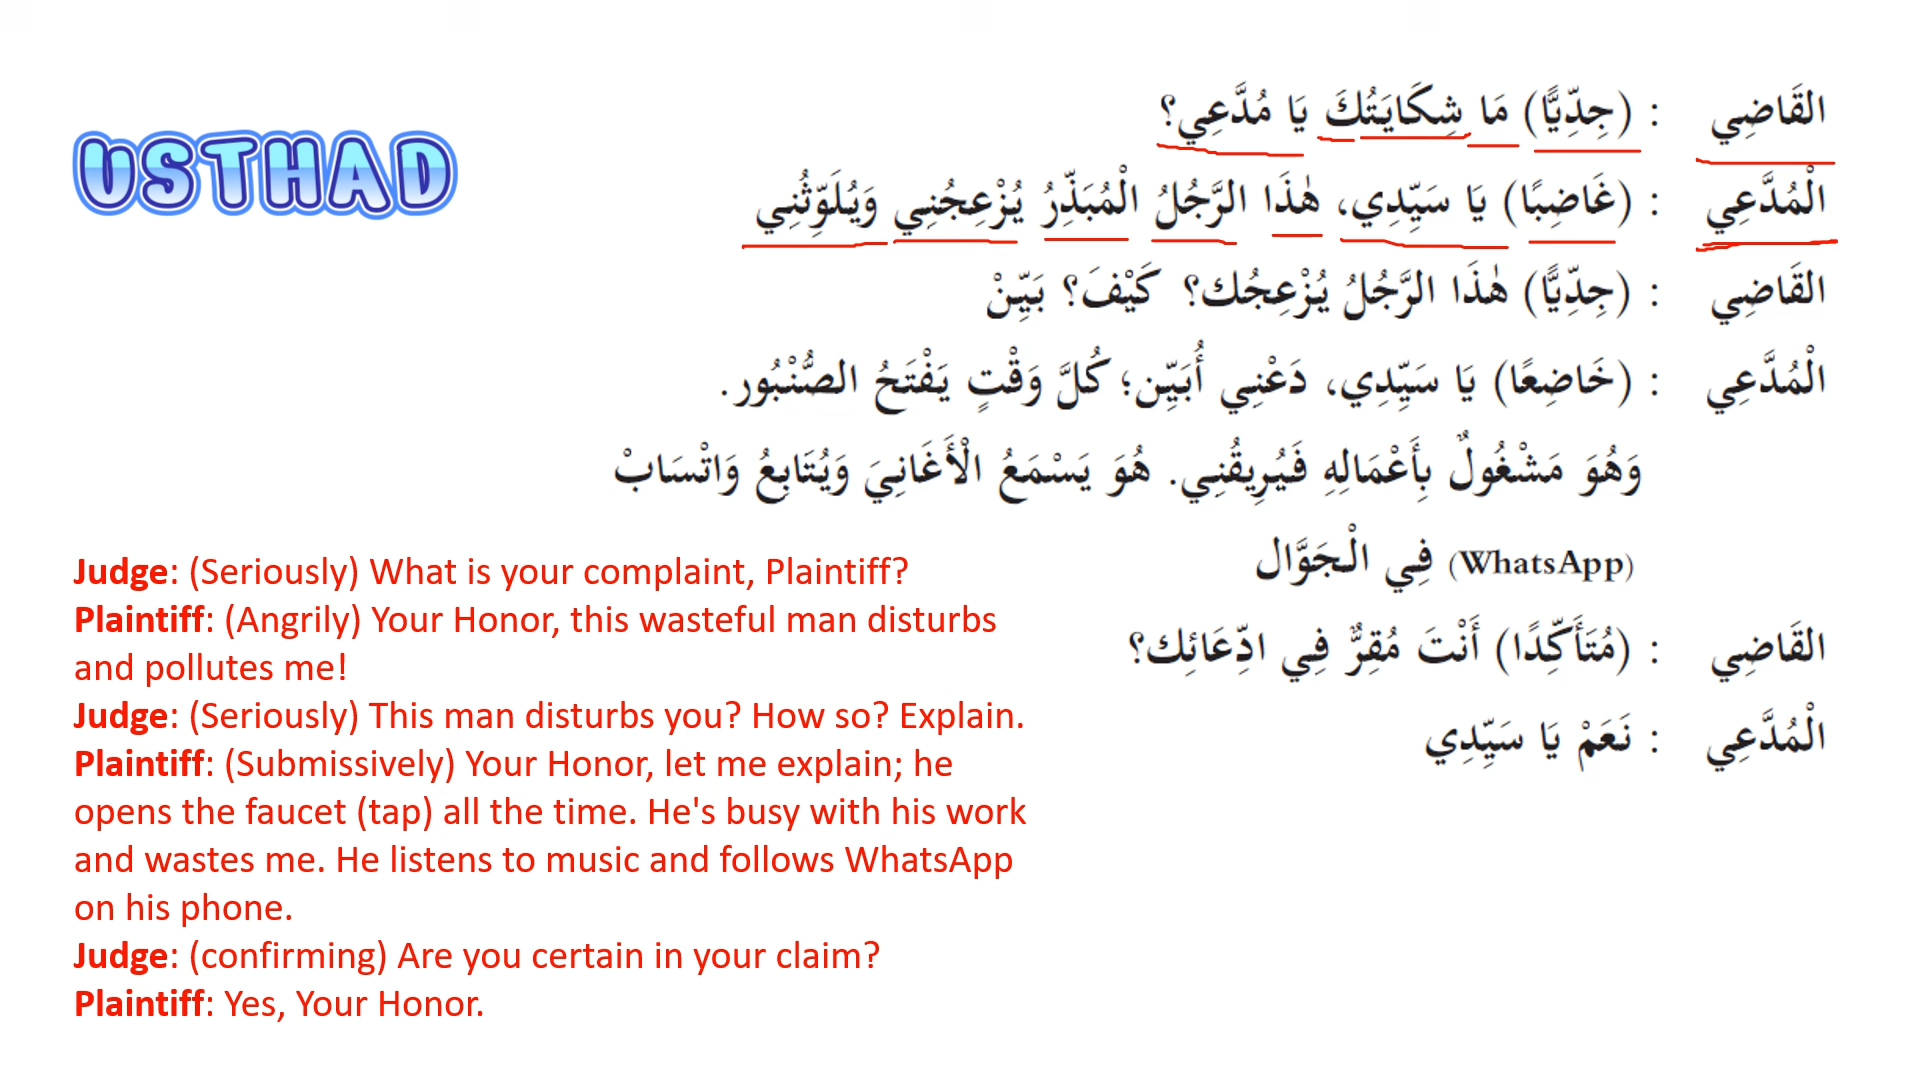 USTHAD
القَاضِي : (جِدِّيًّا) مَا شِكَايَتُكَ يَا مُدَّعِي؟
الْمُدَّعِي : (غَاضِبًا) يَا سَيِّدِي، هٰذَا الرَّجُلُ الْمُبَذِّرُ يُزْعِجُنِي وَيُلَوِّثُنِي
القَاضِي : (جِدِّيًّا) هٰذَا الرَّجُلُ يُزْعِجُك؟ كَيْفَ؟ بَيِّنْ
الْمُدَّعِي : (خَاضِعًا) يَا سَيِّدِي، دَعْنِي أُبَيِّن؛ كُلَّ وَقْتٍ يَفْتَحُ الصُّنْبُور.
وَهُوَ مَشْغُولٌ بِأَعْمَالِهِ فَيُرِيقُنِي. هُوَ يَسْمَعُ الْأَغَانِيَ وَيُتَابِعُ وَاتْسَابْ
(WhatsApp) فِي الْجَوَّال
القَاضِي : (مُتَأَكِّدًا) أَنْتَ مُقِرٌّ فِي ادِّعَائِك؟
الْمُدَّعِي : نَعَمْ يَا سَيِّدِي
Judge: (Seriously) What is your complaint, Plaintiff?
Plaintiff: (Angrily) Your Honor, this wasteful man disturbs
and pollutes me!
Judge: (Seriously) This man disturbs you? How so? Explain.
Plaintiff: (Submissively) Your Honor, let me explain; he
opens the faucet (tap) all the time. He's busy with his work
and wastes me. He listens to music and follows WhatsApp
on his phone.
Judge: (confirming) Are you certain in your claim?
Plaintiff: Yes, Your Honor.